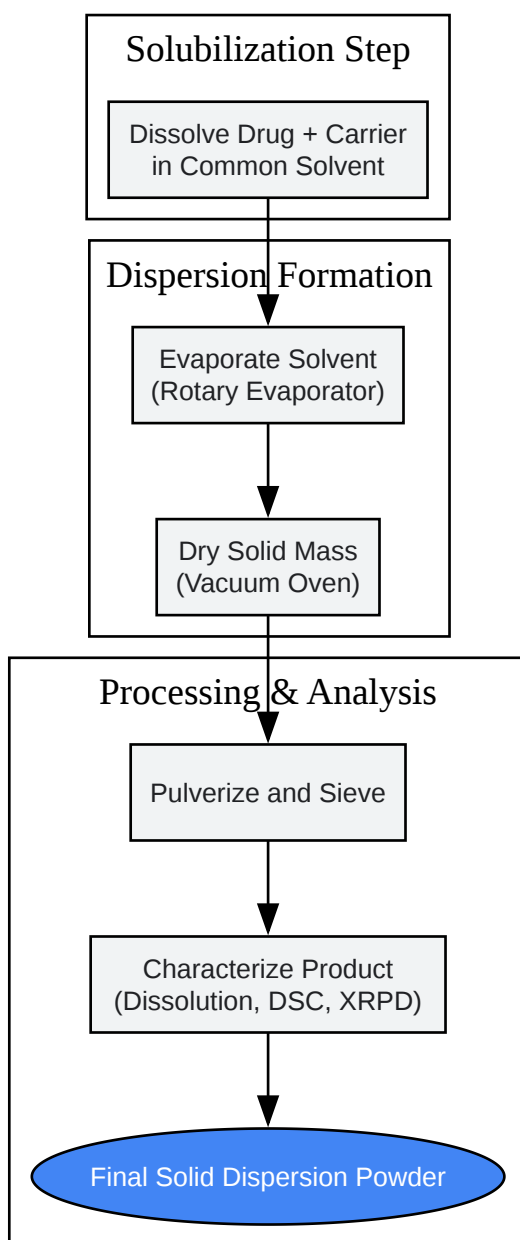 Solubilization Step
Dissolve Drug + Carrier
in Common Solvent
Dispersion Formation
Evaporate Solvent
(Rotary Evaporator)
Dry Solid Mass
(Vacuum Oven)
Processing & Analysis
Pulverize and Sieve
Characterize Product
(Dissolution, DSC, XRPD)
Final Solid Dispersion Powder